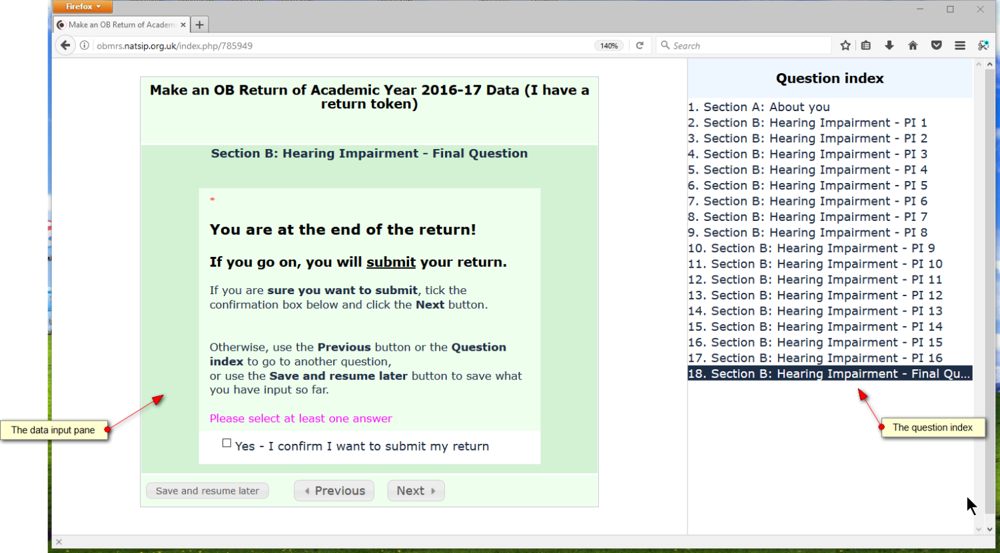 Firefox
Make an OB Return of Academ
obmrs.natsip.org.uk/index.php/785949
140%
Search
Make an OB Return of Academic Year 2016-17 Data (I have a
return token)
Section B: Hearing Impairment - Final Question
*
You are at the end of the return!
If you go on, you will submit your return.
If you are sure you want to submit, tick the
confirmation box below and click the Next button.
Otherwise, use the Previous button or the Question
index to go to another question,
or use the Save and resume later button to save what
you have input so far.
Please select at least one answer
Yes - I confirm I want to submit my return
Save and resume later
Previous
Next
The data input pane
Question index
1. Section A: About you
2. Section B: Hearing Impairment - PI 1
3. Section B: Hearing Impairment - PI 2
4. Section B: Hearing Impairment - PI 3
5. Section B: Hearing Impairment - PI 4
6. Section B: Hearing Impairment - PI 5
7. Section B: Hearing Impairment - PI 6
8. Section B: Hearing Impairment - PI 7
9. Section B: Hearing Impairment - PI 8
10. Section B: Hearing Impairment - PI 9
11. Section B: Hearing Impairment - PI 10
12. Section B: Hearing Impairment - PI 11
13. Section B: Hearing Impairment - PI 12
14. Section B: Hearing Impairment - PI 13
15. Section B: Hearing Impairment - PI 14
16. Section B: Hearing Impairment - PI 15
17. Section B: Hearing Impairment - PI 16
18. Section B: Hearing Impairment - Final Qu...
The question index